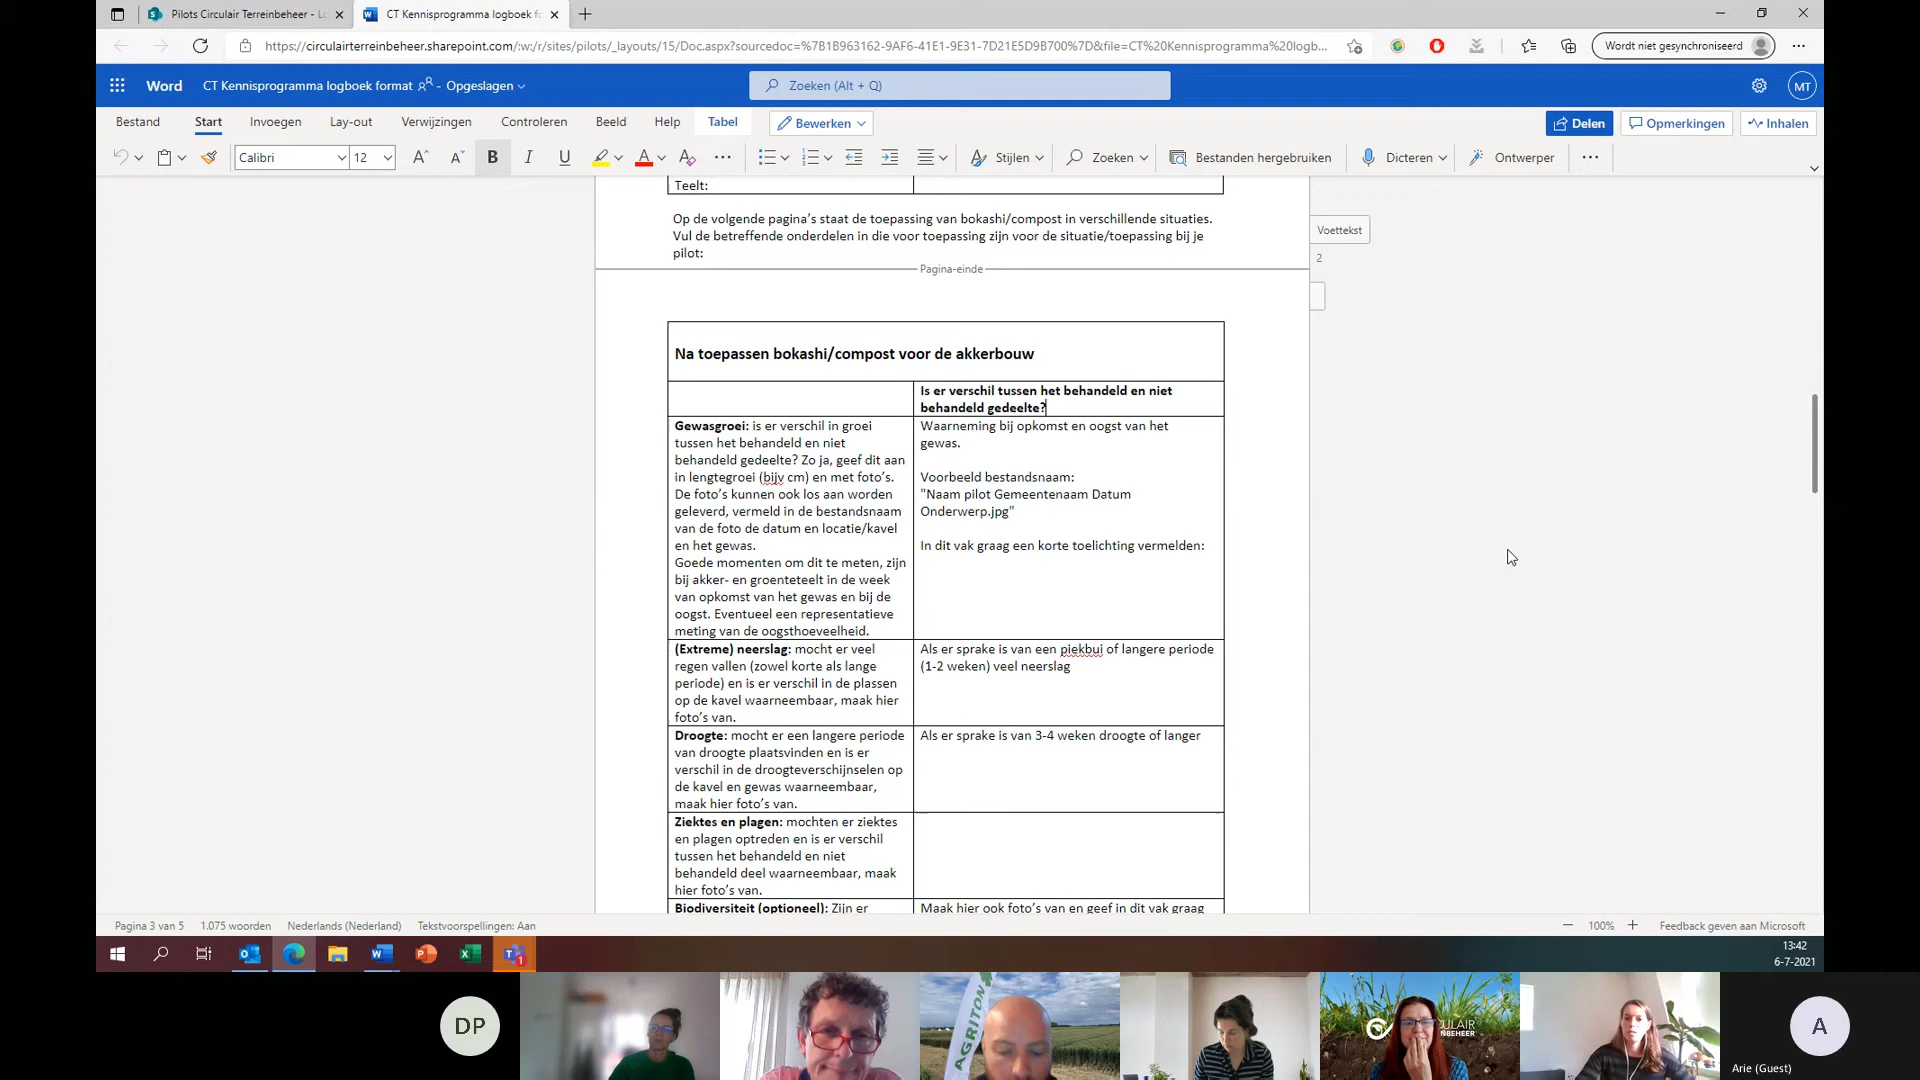 Pilots Circulair Terreinbeheer - L
CT Kennisprogramma logboek fo
https://circulairterreinbeheer.sharepoint.com/:w:/r/sites/pilots/_layouts/15/Doc.aspx?sourcedoc=%7B1B963162-9AF6-41E1-9E31-7D21E5D9B700%7D&file=CT%20Kennisprogramma%20logb...
Wordt niet gesynchroniseerd
Word
CT Kennisprogramma logboek format - Opgeslagen
Zoeken (Alt + Q)
MT
Bestand Start Invoegen Lay-out Verwijzingen Controleren Beeld Help Tabel Bewerken
Delen Opmerkingen Inhalen
Calibri 12 B I U A Stijlen Zoeken Bestanden hergebruiken Dicteren Ontwerper
Teelt:
Op de volgende pagina's staat de toepassing van bokashi/compost in verschillende situaties.
Vul de betreffende onderdelen in die voor toepassing zijn voor de situatie/toepassing bij je
pilot:
Voettekst
2
Pagina-einde
Na toepassen bokashi/compost voor de akkerbouw
Is er verschil tussen het behandeld en niet
behandeld gedeelte?
Gewasgroei: is er verschil in groei
tussen het behandeld en niet
behandeld gedeelte? Zo ja, geef dit aan
in lengtegroei (bijv cm) en met foto's.
De foto's kunnen ook los aan worden
geleverd, vermeld in de bestandsnaam
van de foto de datum en locatie/kavel
en het gewas.
Goede momenten om dit te meten, zijn
bij akker- en groenteteelt in de week
van opkomst van het gewas en bij de
oogst. Eventueel een representatieve
meting van de oogsthoeveelheid.
Waarneming bij opkomst en oogst van het
gewas.
Voorbeeld bestandsnaam:
"Naam pilot Gemeentenaam Datum
Onderwerp.jpg"
In dit vak graag een korte toelichting vermelden:
(Extreme) neerslag: mocht er veel
regen vallen (zowel korte als lange
periode) en is er verschil in de plassen
op de kavel waarneembaar, maak hier
foto's van.
Als er sprake is van een piekbui of langere periode
(1-2 weken) veel neerslag
Droogte: mocht er een langere periode
van droogte plaatsvinden en is er
verschil in de droogteverschijnselen op
de kavel en gewas waarneembaar,
maak hier foto's van.
Als er sprake is van 3-4 weken droogte of langer
Ziektes en plagen: mochten er ziektes
en plagen optreden en is er verschil
tussen het behandeld en niet
behandeld deel waarneembaar, maak
hier foto's van.
Biodiversiteit (optioneel): Zijn er
Maak hier ook foto's van en geef in dit vak graag
Pagina 3 van 5 1.075 woorden Nederlands (Nederland) Tekstvoorspellingen: Aan
100% Feedback geven aan Microsoft
13:42
6-7-2021
DP
AGRITON
ULAIR
NBEHEER
A
Arie (Guest)